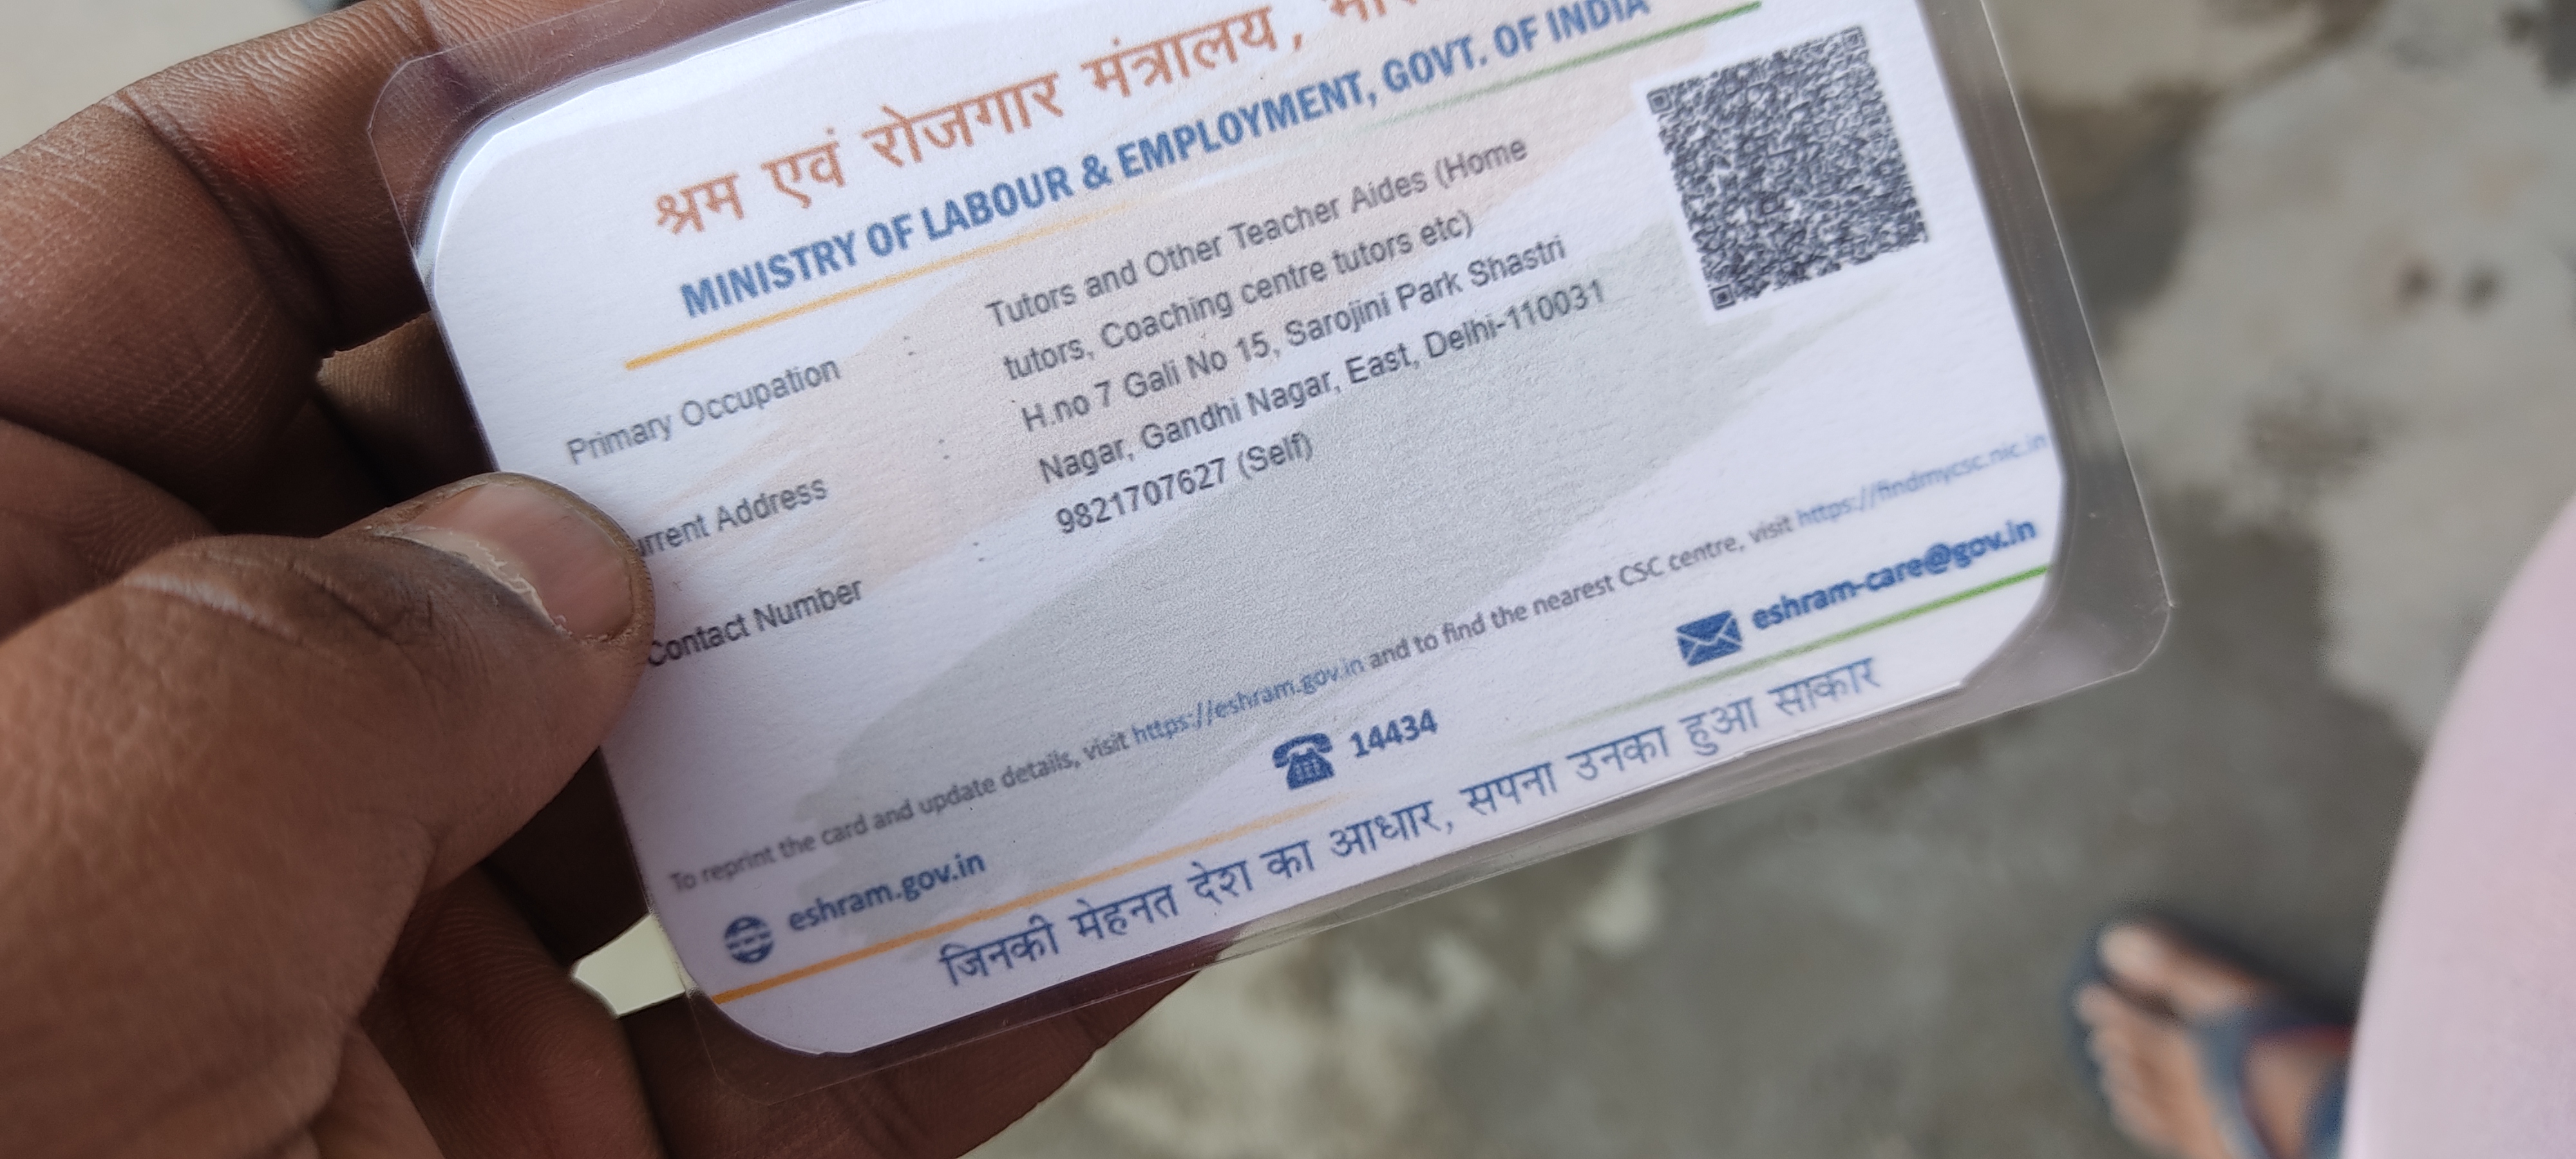 श्रम एवं रोजगार मंत्रालय,
MINISTRY OF LABOUR & EMPLOYMENT, GOVT. OF INDIA
Primary Occupation : Tutors and Other Teacher Aides (Home
tutors, Coaching centre tutors etc)
Address : H.no 7 Gali No 15, Sarojini Park Shastri
Nagar, Gandhi Nagar, East, Delhi-110031
Contact Number : 9821707627 (Self)
To reprint the card and update details, visit https://eshram.gov.in and to find the nearest CSC centre, visit https://findmycsc.nic.in
eshram.gov.in 14434 eshram-care@gov.in
जिनकी मेहनत देश का आधार, सपना उनका हुआ साकार